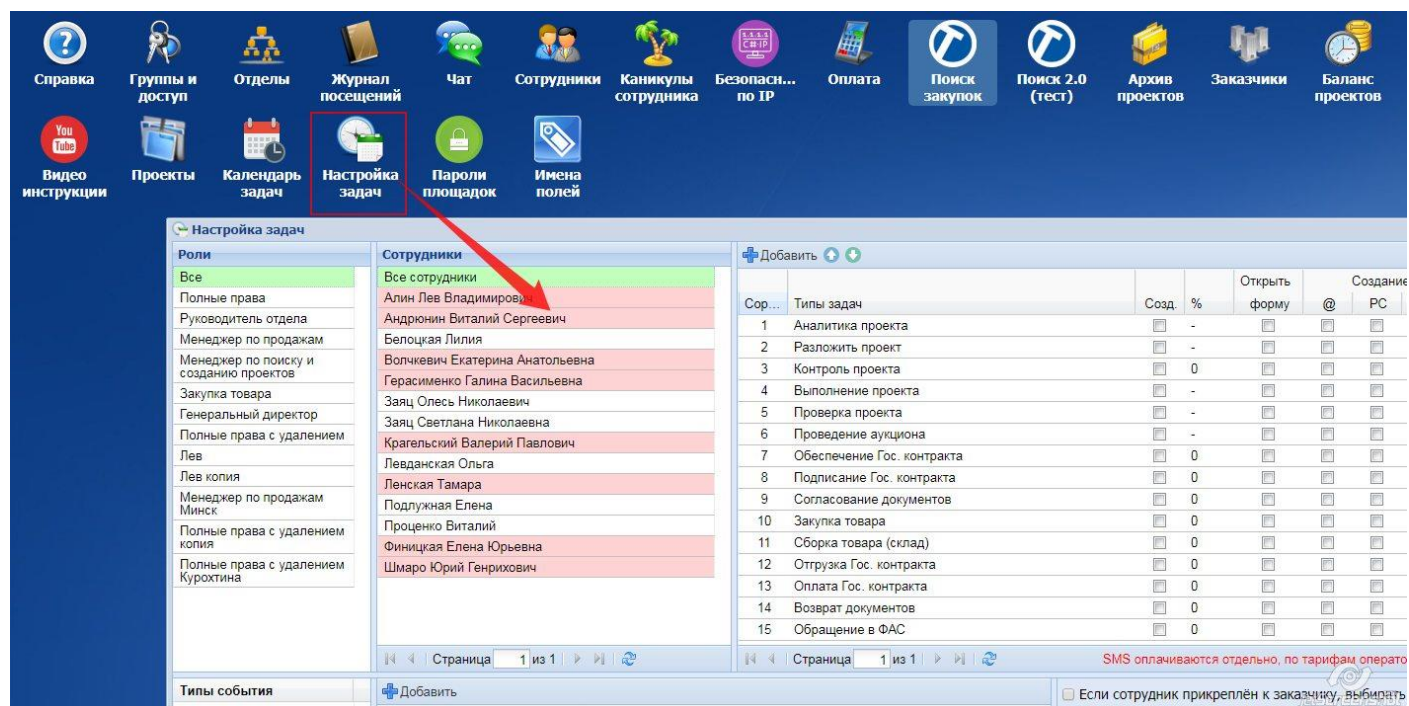 Справка
Группы и доступ
Отделы
Журнал посещений
Чат
Сотрудники
Каникулы сотрудника
Безопасн... по IP
Оплата
Поиск закупок
Поиск 2.0 (тест)
Архив проектов
Заказчики
Баланс проектов
You Tube
Видео инструкции
Проекты
Календарь задач
Настройка задач
Пароли площадок
Имена полей
Настройка задач
Роли
Все
Полные права
Руководитель отдела
Менеджер по продажам
Менеджер по поиску и
созданию проектов
Закупка товара
Генеральный директор
Полные права с удалением
Лев
Лев копия
Менеджер по продажам
Минск
Полные права с удалением
копия
Полные права с удалением
Курохтина
Сотрудники
Все сотрудники
Алин Лев Владимирович
Андрюнин Виталий Сергеевич
Белоцкая Лилия
Волчкевич Екатерина Анатольевна
Герасименко Галина Васильевна
Заяц Олесь Николаевич
Заяц Светлана Николаевна
Крагельский Валерий Павлович
Левданская Ольга
Ленская Тамара
Подлужная Елена
Проценко Виталий
Финицкая Елена Юрьевна
Шмаро Юрий Генрихович
Страница 1 из 1
Добавить
Открыть Создание
Сор... Типы задач Созд. % форму @ РС
1 Аналитика проекта -
2 Разложить проект -
3 Контроль проекта 0
4 Выполнение проекта -
5 Проверка проекта -
6 Проведение аукциона -
7 Обеспечение Гос. контракта 0
8 Подписание Гос. контракта 0
9 Согласование документов 0
10 Закупка товара 0
11 Сборка товара (склад) 0
12 Отгрузка Гос. контракта 0
13 Оплата Гос. контракта 0
14 Возврат документов 0
15 Обращение в ФАС 0
Страница 1 из 1
SMS оплачиваются отдельно, по тарифам операто
Типы события
Добавить
Если сотрудник прикреплён к заказчику, выбирать